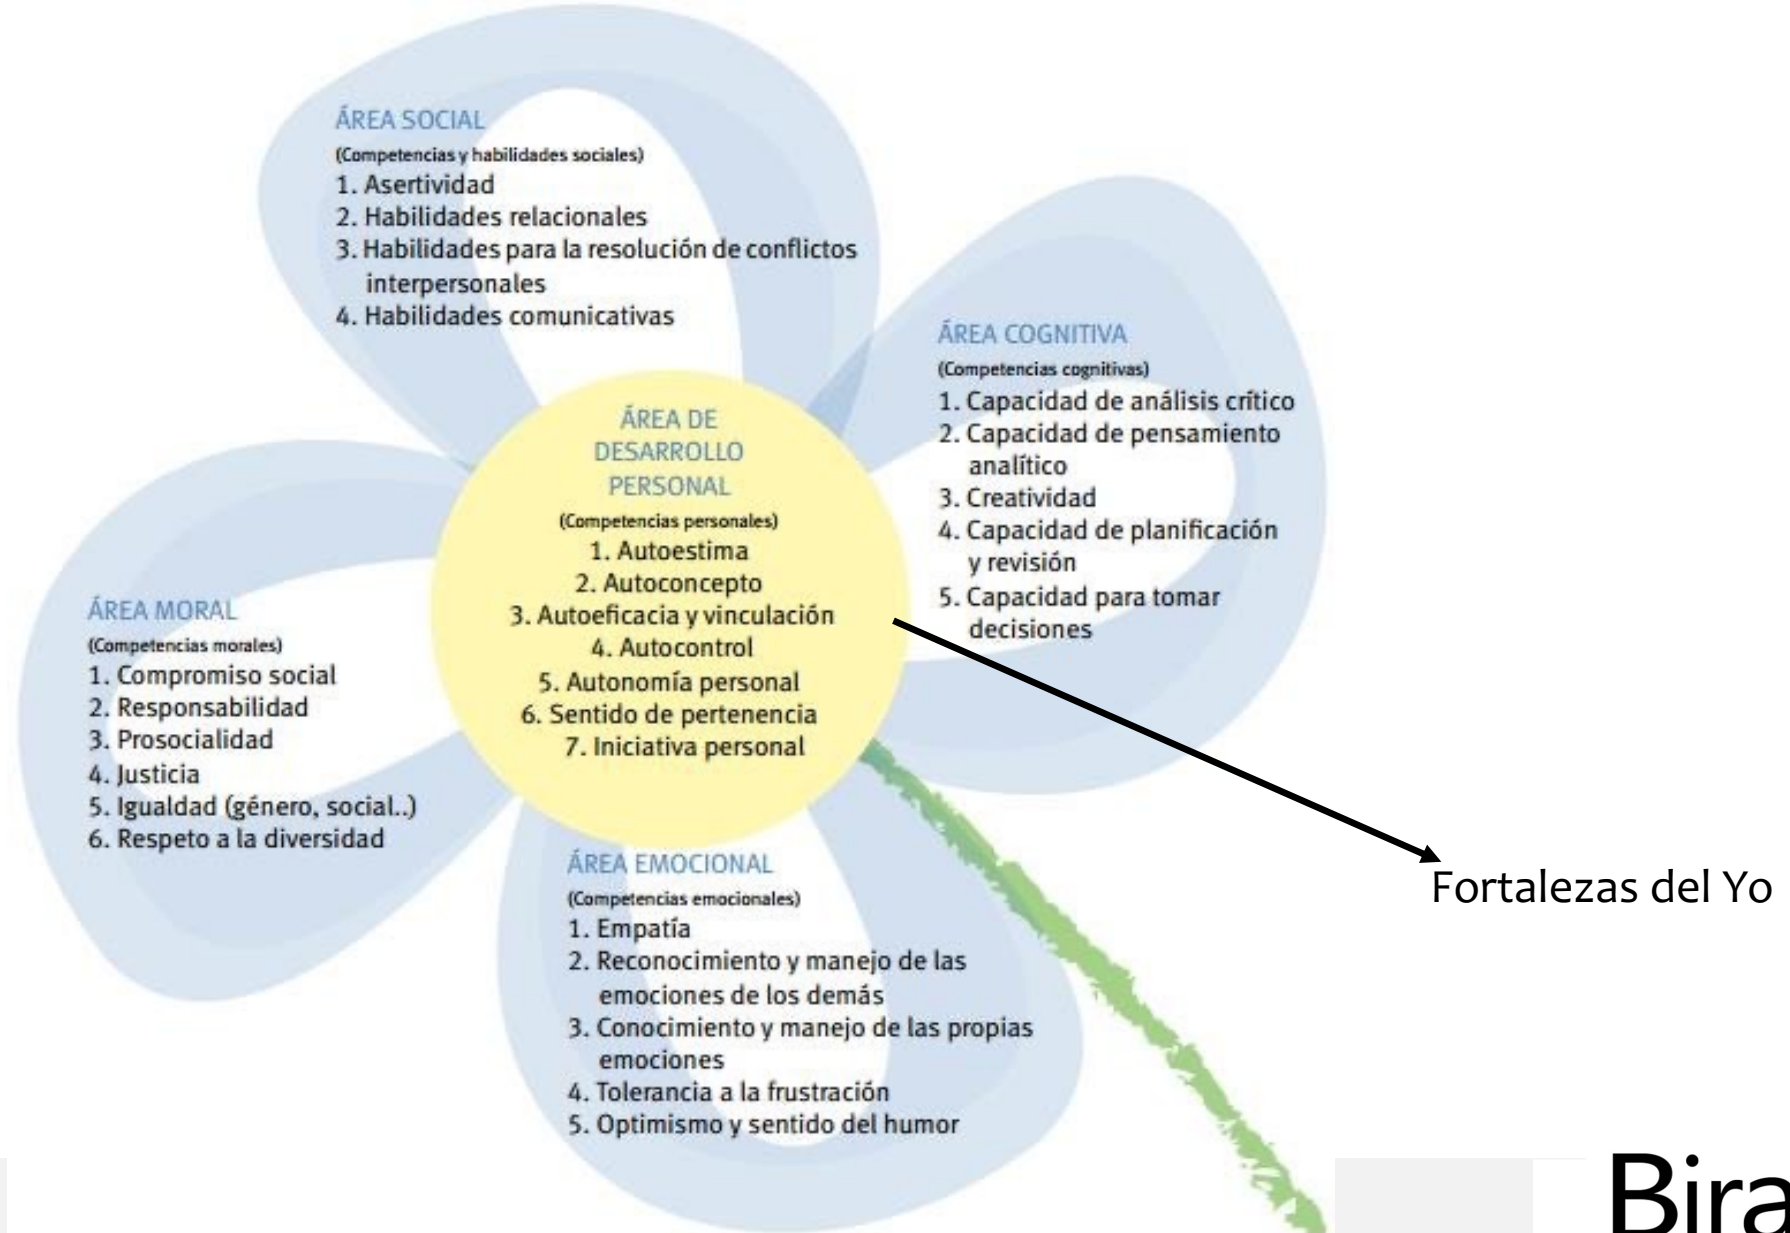 ÁREA SOCIAL
(Competencias y habilidades sociales)
1. Asertividad
2. Habilidades relacionales
3. Habilidades para la resolución de conflictos
interpersonales
4. Habilidades comunicativas
ÁREA COGNITIVA
(Competencias cognitivas)
1. Capacidad de análisis crítico
2. Capacidad de pensamiento
analítico
3. Creatividad
4. Capacidad de planificación
y revisión
5. Capacidad para tomar
decisiones
ÁREA DE
DESARROLLO
PERSONAL
(Competencias personales)
1. Autoestima
2. Autoconcepto
3. Autoeficacia y vinculación
4. Autocontrol
5. Autonomía personal
6. Sentido de pertenencia
7. Iniciativa personal
ÁREA MORAL
(Competencias morales)
1. Compromiso social
2. Responsabilidad
3. Prosocialidad
4. Justicia
5. Igualdad (género, social..)
6. Respeto a la diversidad
ÁREA EMOCIONAL
(Competencias emocionales)
1. Empatía
2. Reconocimiento y manejo de las
emociones de los demás
3. Conocimiento y manejo de las propias
emociones
4. Tolerancia a la frustración
5. Optimismo y sentido del humor
Fortalezas del Yo
Bira